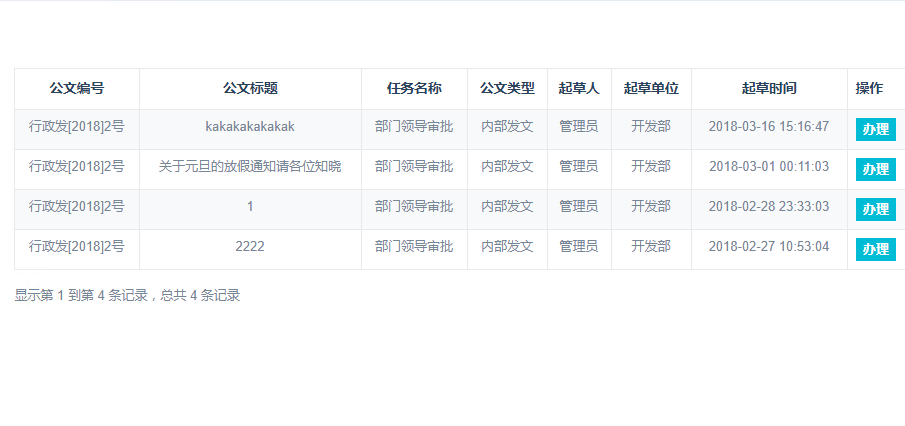 公文编号 公文标题 任务名称 公文类型 起草人 起草单位 起草时间 操作
行政发[2018]2号 kakakakakakak 部门领导审批 内部发文 管理员 开发部 2018-03-16 15:16:47 办理
行政发[2018]2号 关于元旦的放假通知请各位知晓 部门领导审批 内部发文 管理员 开发部 2018-03-01 00:11:03 办理
行政发[2018]2号 1 部门领导审批 内部发文 管理员 开发部 2018-02-28 23:33:03 办理
行政发[2018]2号 2222 部门领导审批 内部发文 管理员 开发部 2018-02-27 10:53:04 办理
显示第 1 到第 4 条记录，总共 4 条记录